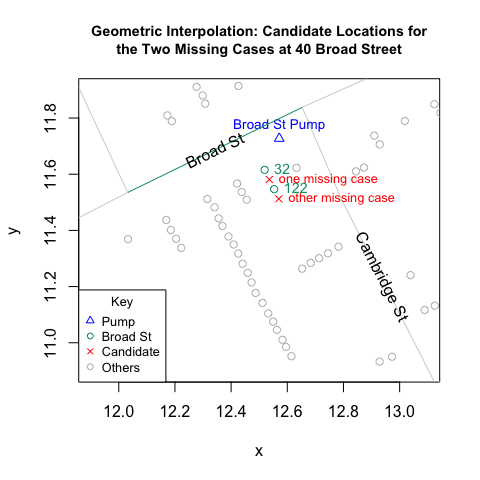 Geometric Interpolation: Candidate Locations for
the Two Missing Cases at 40 Broad Street
Broad St Pump
Broad St
32
one missing case
122
other missing case
Cambridge St
Key
Pump
Broad St
Candidate
Others
y
11.8
11.6
11.4
11.2
11.0
12.0 12.2 12.4 12.6 12.8 13.0
x